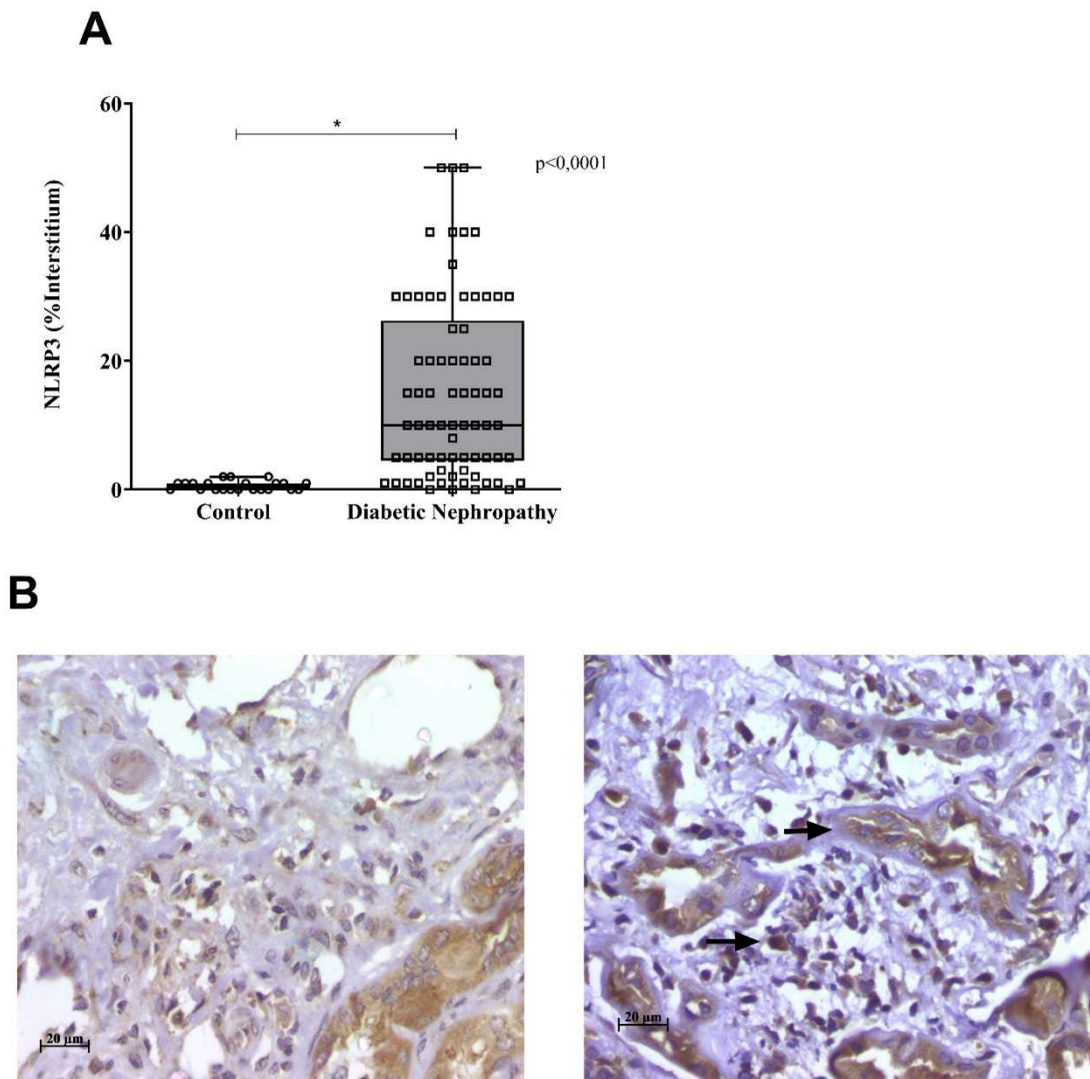 A
60
*
p<0,0001
40
20
0
NLRP3 (%Interstitium)
Control
Diabetic Nephropathy
B
20 µm
20 µm